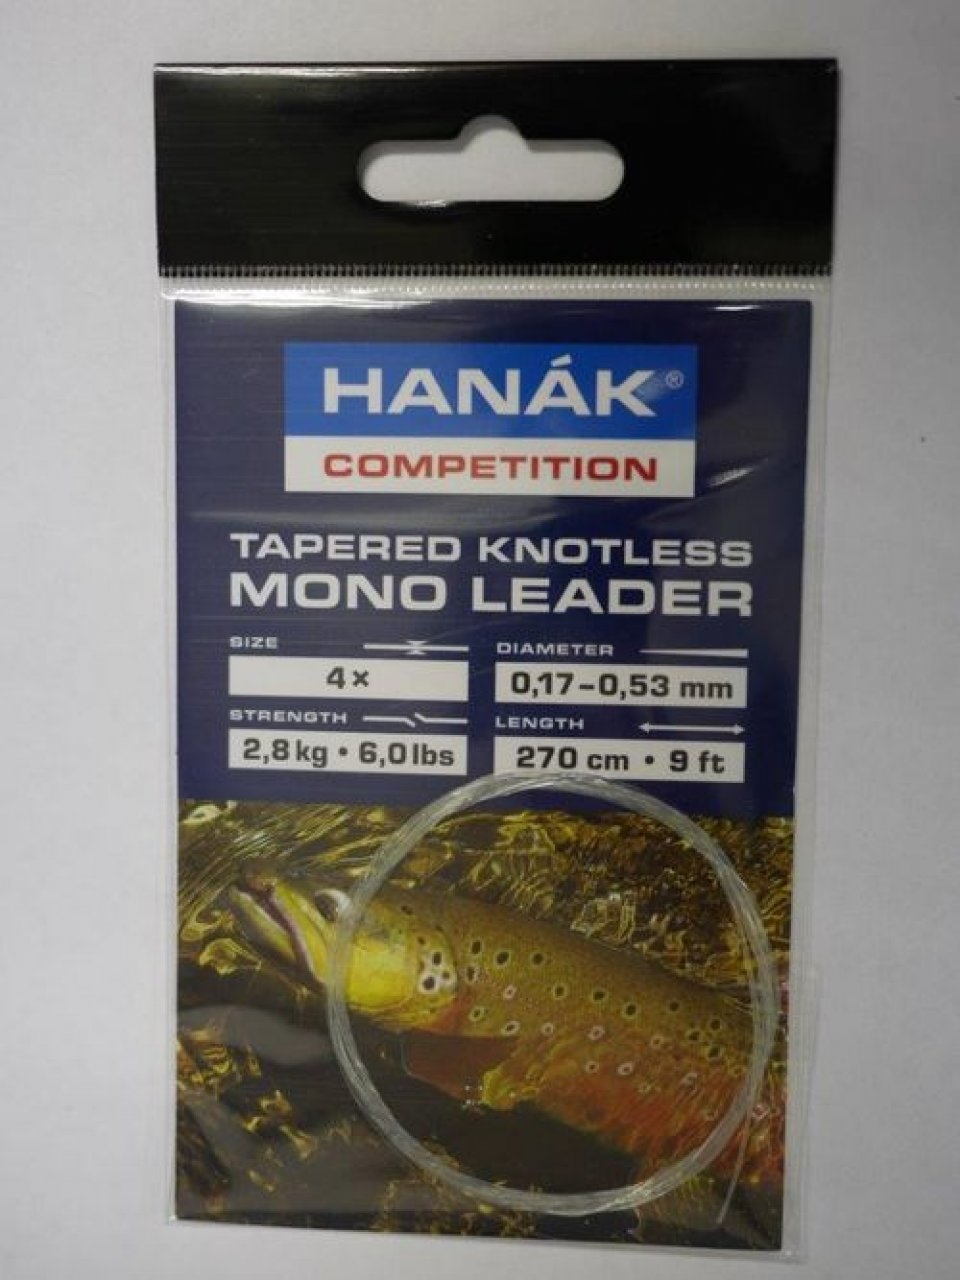 HANÁK®
COMPETITION
TAPERED KNOTLESS
MONO LEADER
SIZE
4×
DIAMETER
0,17–0,53 mm
STRENGTH
2,8 kg • 6,0 lbs
LENGTH
270 cm • 9 ft